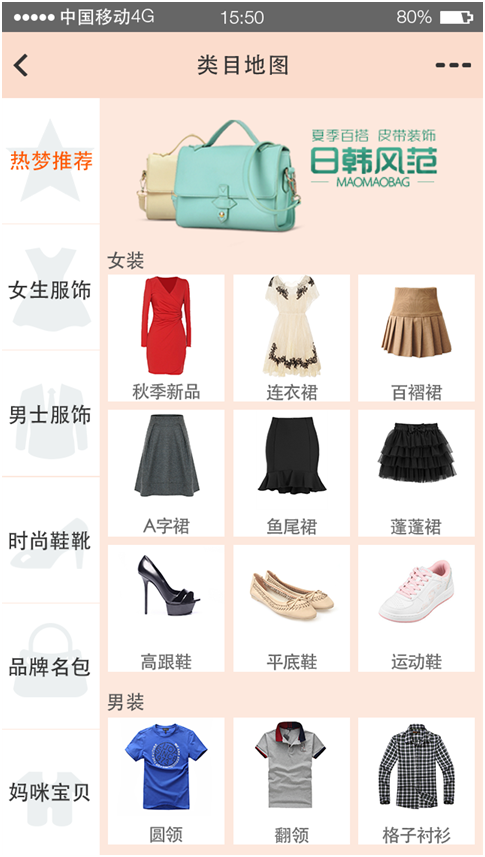 中国移动4G 15:50 80%
类目地图
热梦推荐
女生服饰
男士服饰
时尚鞋靴
品牌名包
妈咪宝贝
夏季百搭 皮带装饰
日韩风范
MAOMAOBAG
女装
秋季新品 连衣裙 百褶裙
A字裙 鱼尾裙 蓬蓬裙
高跟鞋 平底鞋 运动鞋
男装
圆领 翻领 格子衬衫